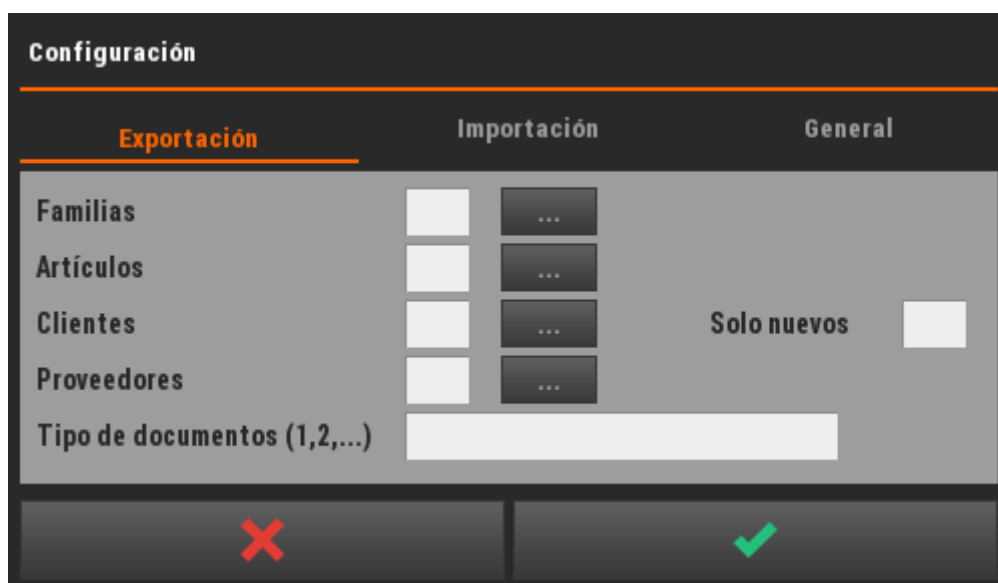 Configuración
Exportación Importación General
Familias ...
Artículos ...
Clientes ... Solo nuevos
Proveedores ...
Tipo de documentos (1,2,...)